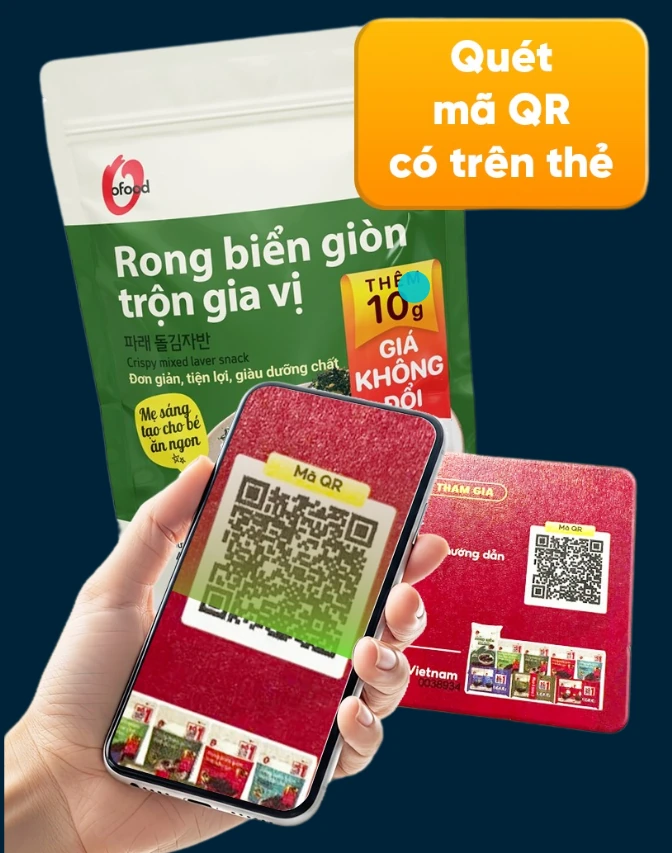 Quét
mã QR
có trên thẻ
ofood
Rong biển giòn
trộn gia vị
파래 돌김자반
Crispy mixed laver snack
Đơn giản, tiện lợi, giàu dưỡng chất
THÊM
10g
GIÁ
KHÔNG
ĐỔI
Mẹ sáng
tạo cho bé
ăn ngon
Mã QR
THAM GIA
Mã QR
hướng dẫn
Vietnam
0038934